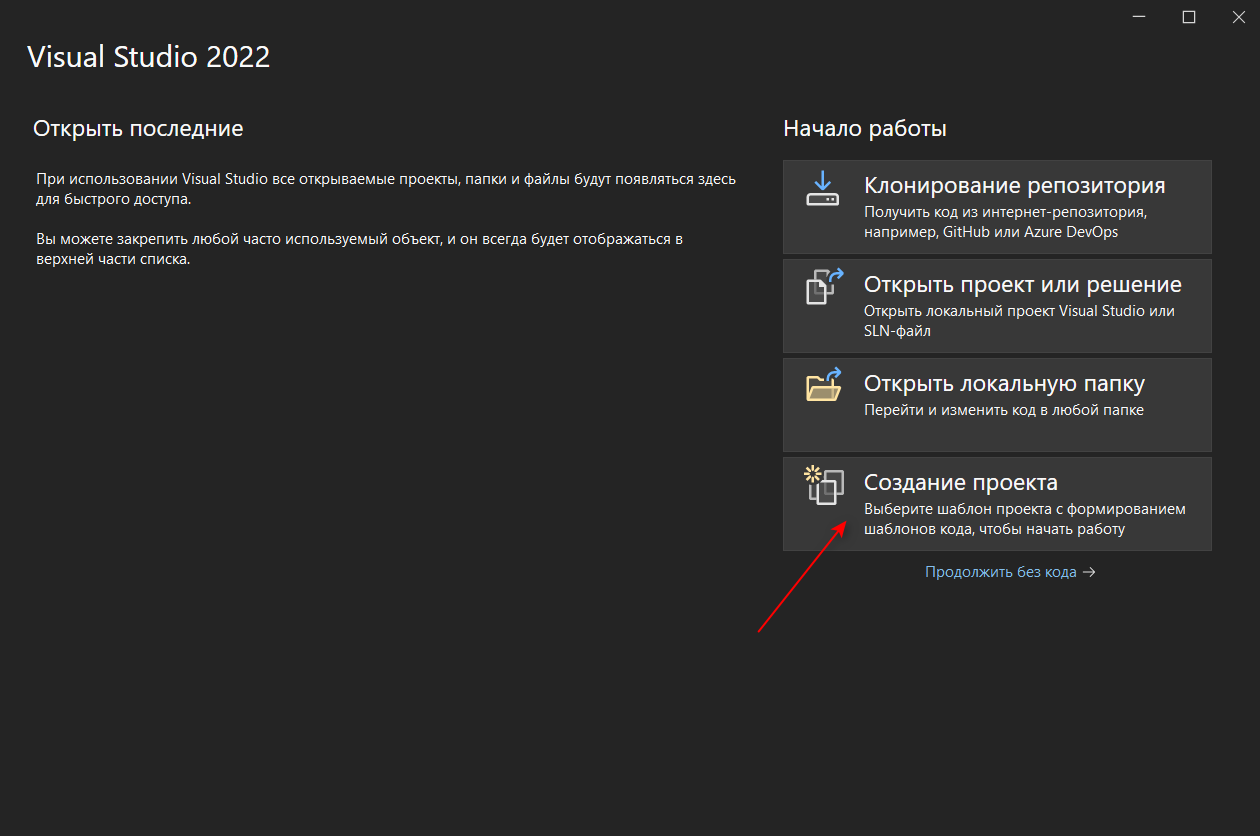 Visual Studio 2022
Открыть последние
При использовании Visual Studio все открываемые проекты, папки и файлы будут появляться здесь
для быстрого доступа.
Вы можете закрепить любой часто используемый объект, и он всегда будет отображаться в
верхней части списка.
Начало работы
Клонирование репозитория
Получить код из интернет-репозитория,
например, GitHub или Azure DevOps
Открыть проект или решение
Открыть локальный проект Visual Studio или
SLN-файл
Открыть локальную папку
Перейти и изменить код в любой папке
Создание проекта
Выберите шаблон проекта с формированием
шаблонов кода, чтобы начать работу
Продолжить без кода →